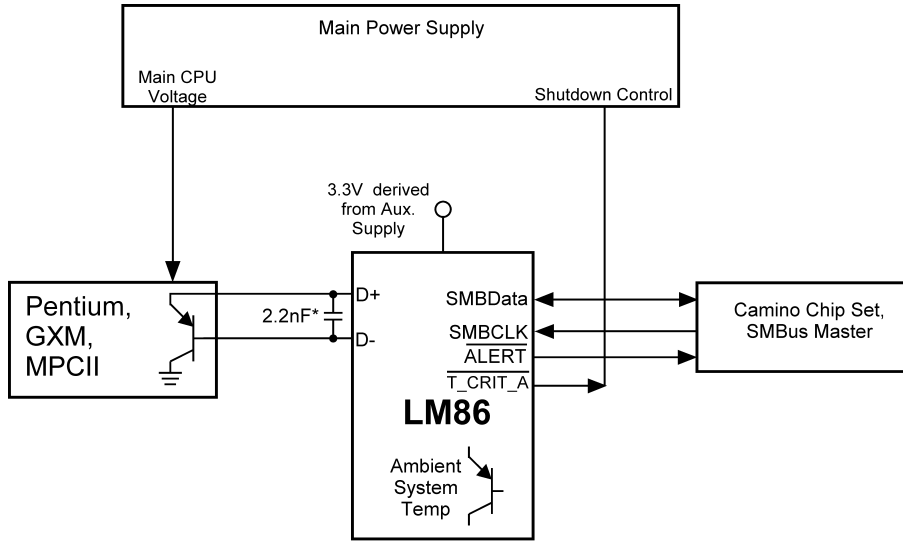 Main Power Supply
Main CPU
Voltage
Shutdown Control
3.3V derived
from Aux.
Supply
Pentium,
GXM,
MPCII
2.2nF*
D+
D-
SMBData
SMBCLK
ALERT
T_CRIT_A
LM86
Ambient
System
Temp
Camino Chip Set,
SMBus Master